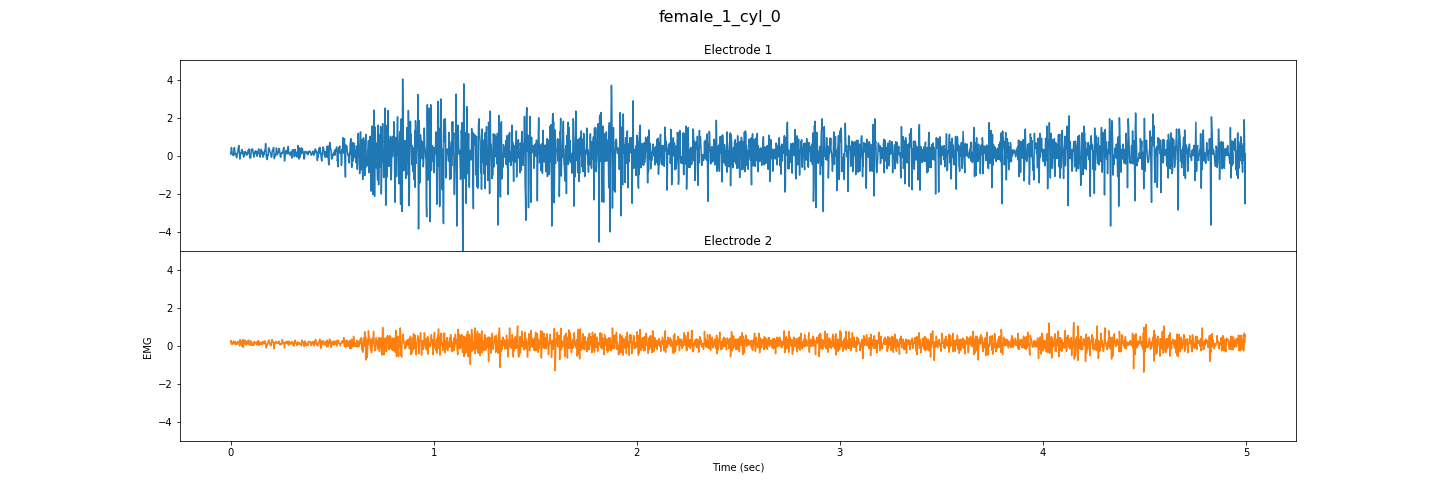 female_1_cyl_0
Electrode 1
4
2
0
−2
−4
Electrode 2
4
2
0
−2
−4
EMG
0 1 2 3 4 5
Time (sec)